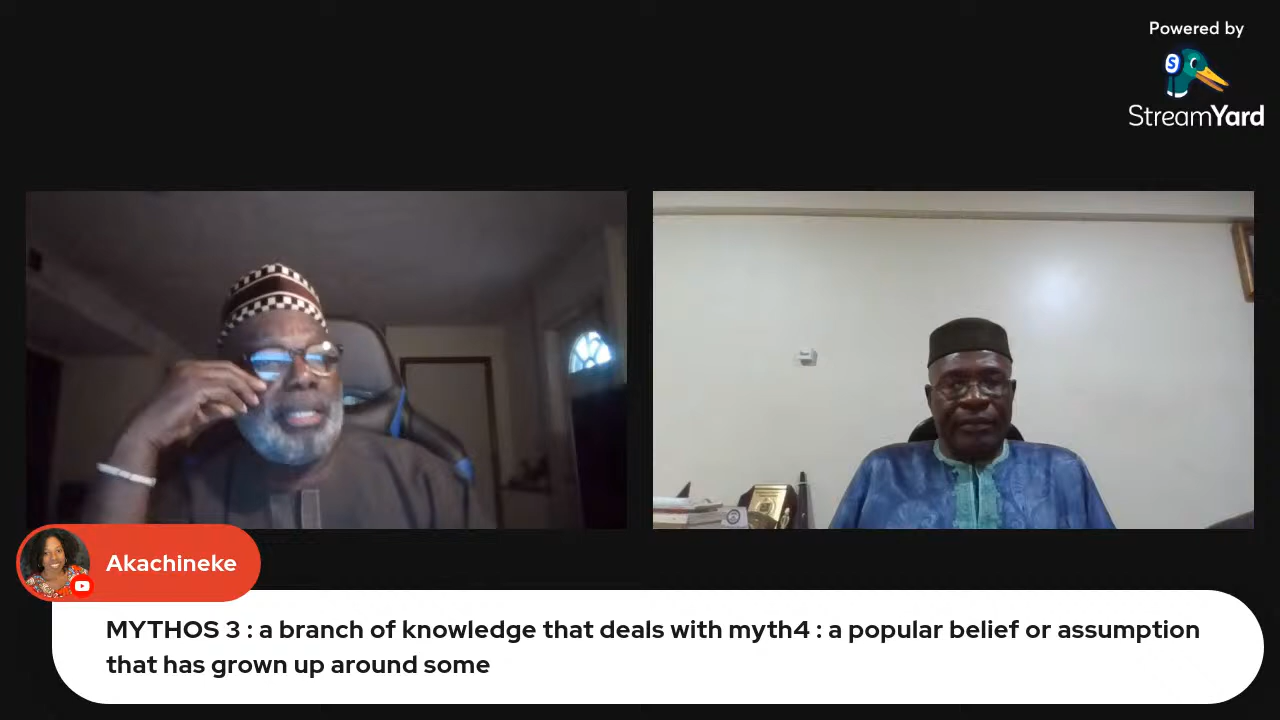 Powered by
S
StreamYard
Akachineke
MYTHOS 3 : a branch of knowledge that deals with myth4 : a popular belief or assumption
that has grown up around some